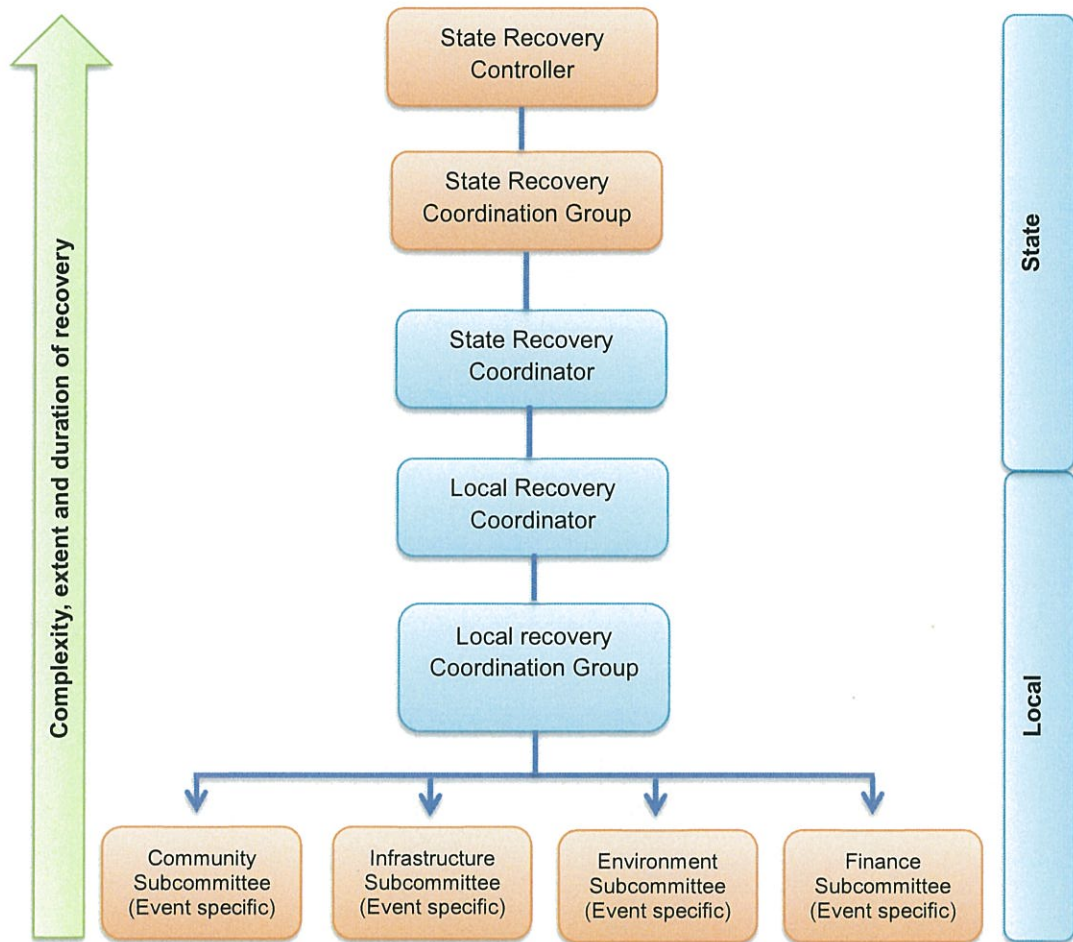 Complexity, extent and duration of recovery
State Recovery
Controller
State Recovery
Coordination Group
State Recovery
Coordinator
Local Recovery
Coordinator
Local recovery
Coordination Group
Community
Subcommittee
(Event specific)
Infrastructure
Subcommittee
(Event specific)
Environment
Subcommittee
(Event specific)
Finance
Subcommittee
(Event specific)
State
Local